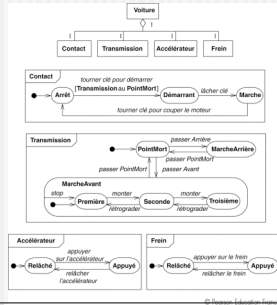 Voiture
1
1 1 1 1
Contact Transmission Accélérateur Frein
Contact
tourner clé pour démarrer
[Transmission au PointMort]
lâcher clé
Arrêt Démarrant Marche
tourner clé pour couper le moteur
Transmission
passer Arrière
PointMort MarcheArrière
passer PointMort
passer PointMort passer Avant
MarcheAvant
stop monter monter
Première Seconde Troisième
rétrograder rétrograder
Accélérateur
appuyer
sur l'accélérateur
Relâché Appuyé
relâcher
l'accélérateur
Frein
appuyer sur le frein
Relâché Appuyé
relâcher le frein
© Pearson Education France